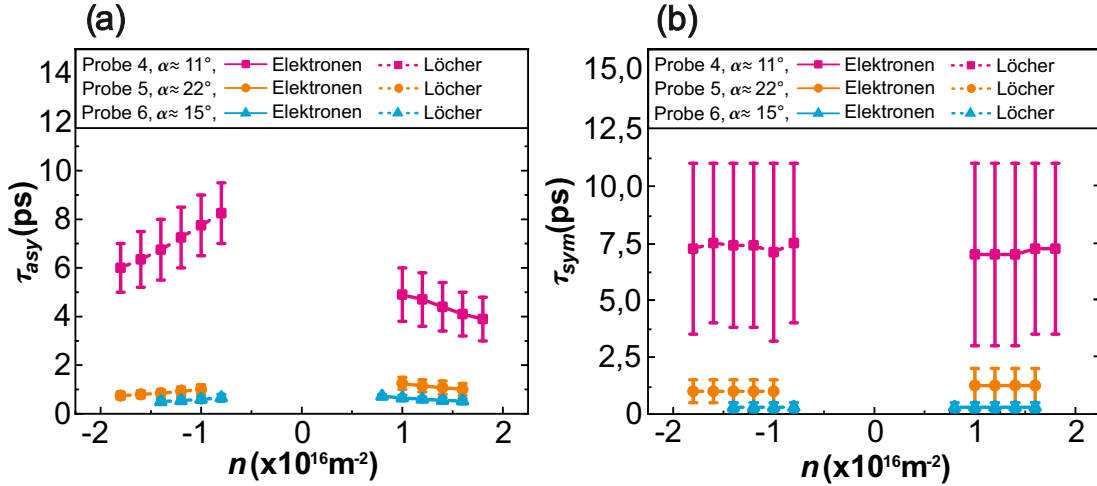 (a)
14
Probe 4, α≈ 11°, Elektronen Löcher
Probe 5, α≈ 22°, Elektronen Löcher
Probe 6, α≈ 15°, Elektronen Löcher
12
10
8
6
4
2
0
τasy(ps)
-2 -1 0 1 2
n (x10¹⁶m⁻²)
(b)
15,0
Probe 4, α≈ 11°, Elektronen Löcher
Probe 5, α≈ 22°, Elektronen Löcher
Probe 6, α≈ 15°, Elektronen Löcher
12,5
10,0
7,5
5,0
2,5
0
τsym(ps)
-2 -1 0 1 2
n (x10¹⁶m⁻²)